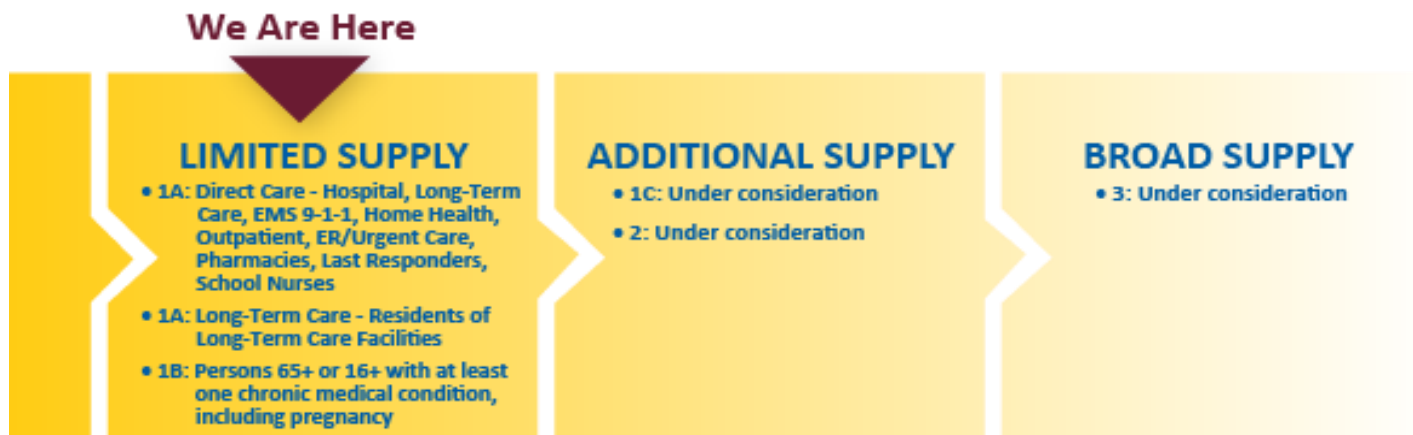 We Are Here
LIMITED SUPPLY
• 1A: Direct Care - Hospital, Long-Term
Care, EMS 9-1-1, Home Health,
Outpatient, ER/Urgent Care,
Pharmacies, Last Responders,
School Nurses
• 1A: Long-Term Care - Residents of
Long-Term Care Facilities
• 1B: Persons 65+ or 16+ with at least
one chronic medical condition,
including pregnancy
ADDITIONAL SUPPLY
• 1C: Under consideration
• 2: Under consideration
BROAD SUPPLY
• 3: Under consideration